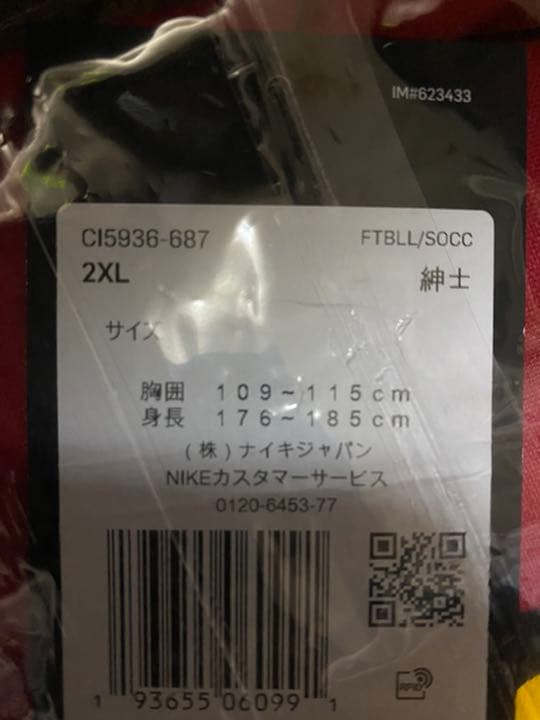 IM#623433
CI5936-687 FTBLL/SOCC
2XL 紳士
サイズ
胸囲 109~115cm
身長 176~185cm
(株)ナイキジャパン
NIKEカスタマーサービス
0120-6453-77
RFID
1 93655 06099 1